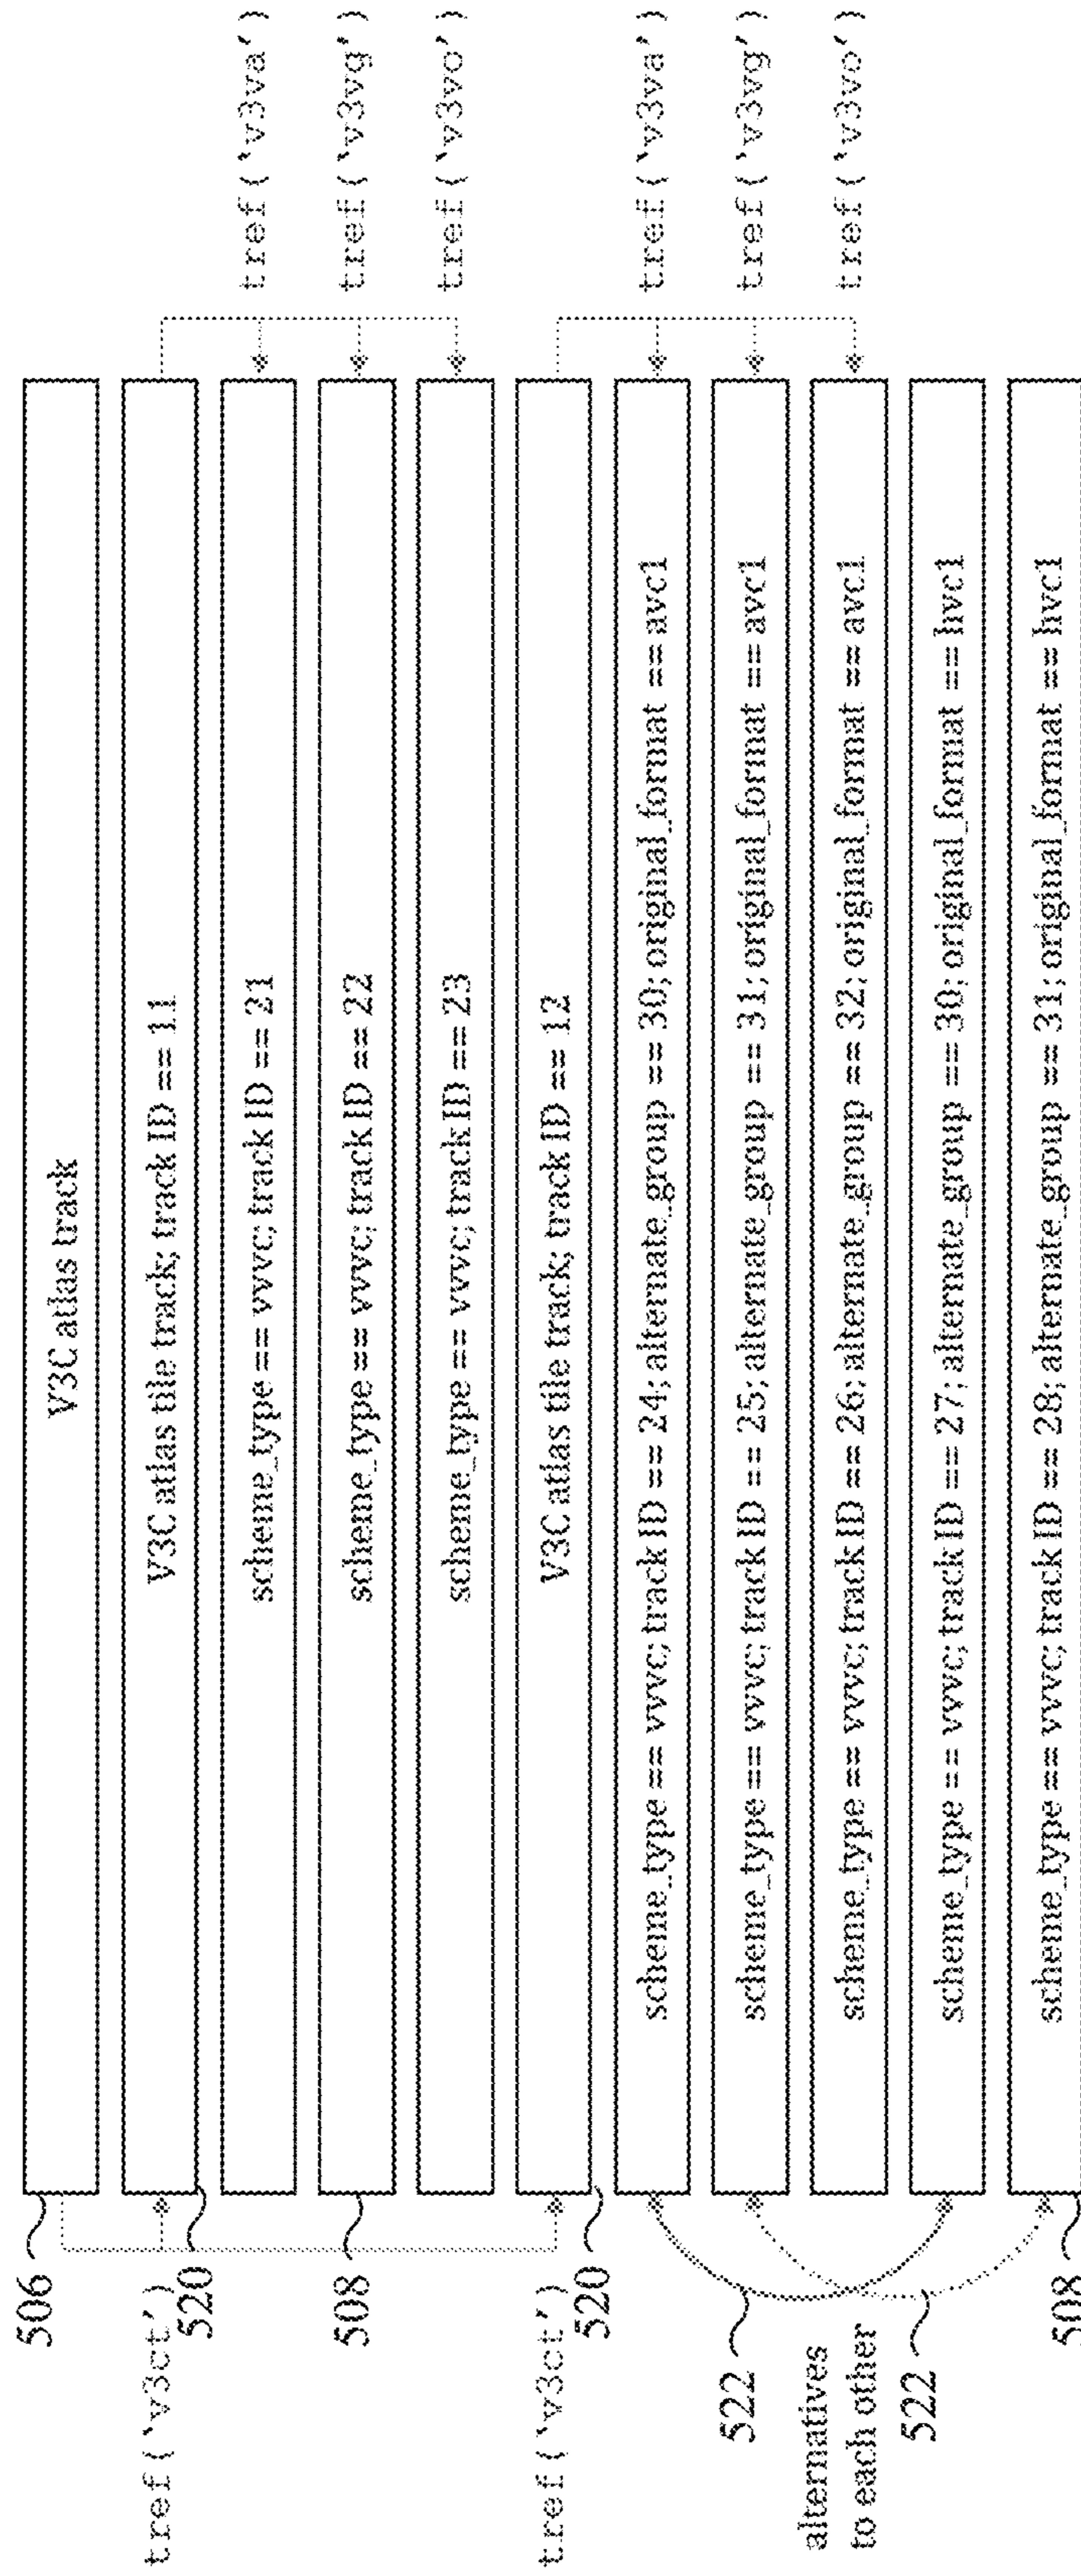 506
V3C atlas track
tref('v3ct')
520
V3C atlas tile track; track ID == 11
scheme_type == vvvc; track ID == 21
tref('v3va')
508
scheme_type == vvvc; track ID == 22
tref('v3vg')
scheme_type == vvvc; track ID == 23
tref('v3vo')
tref('v3ct')
520
V3C atlas tile track; track ID == 12
scheme_type == vvvc; track ID == 24; alternate_group == 30; original_format == avc1
tref('v3va')
522
scheme_type == vvvc; track ID == 25; alternate_group == 31; original_format == avc1
tref('v3vg')
alternatives
to each other
scheme_type == vvvc; track ID == 26; alternate_group == 32; original_format == avc1
tref('v3vo')
522
scheme_type == vvvc; track ID == 27; alternate_group == 30; original_format == hvc1
508
scheme_type == vvvc; track ID == 28; alternate_group == 31; original_format == hvc1